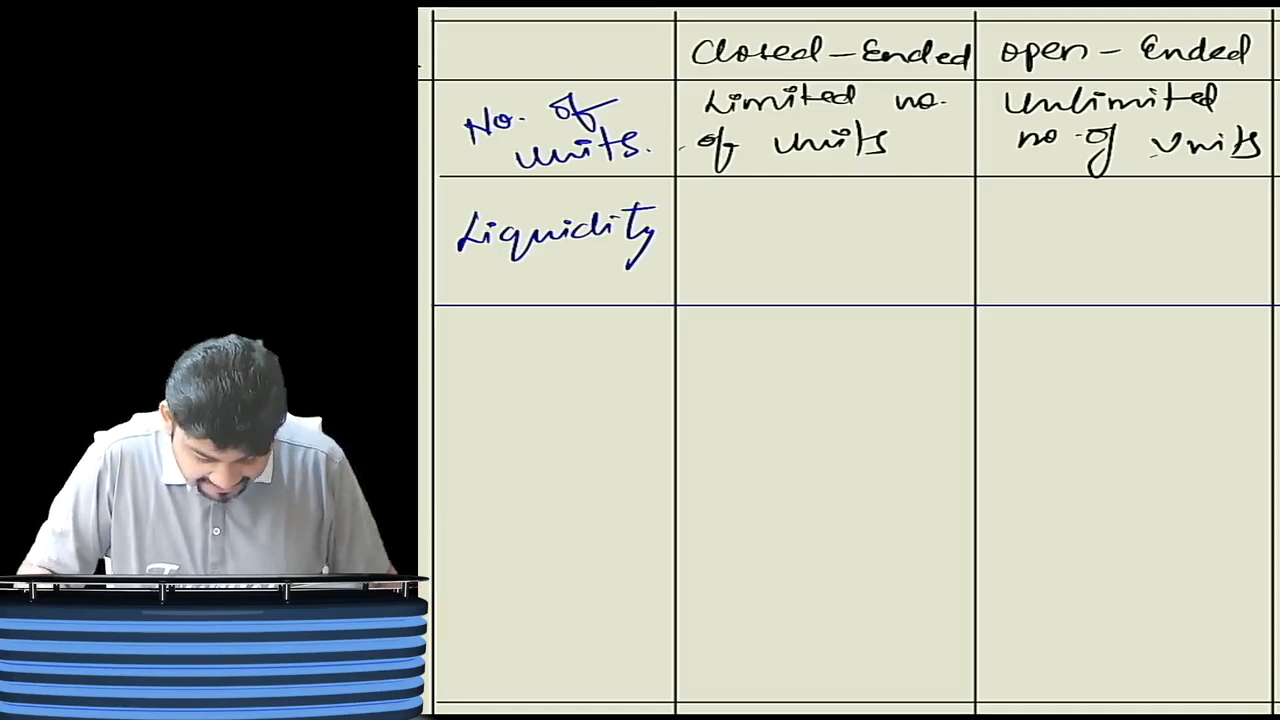 Closed-Ended open-Ended
No. of units. Limited no. of units Unlimited no. of Units
Liquidity